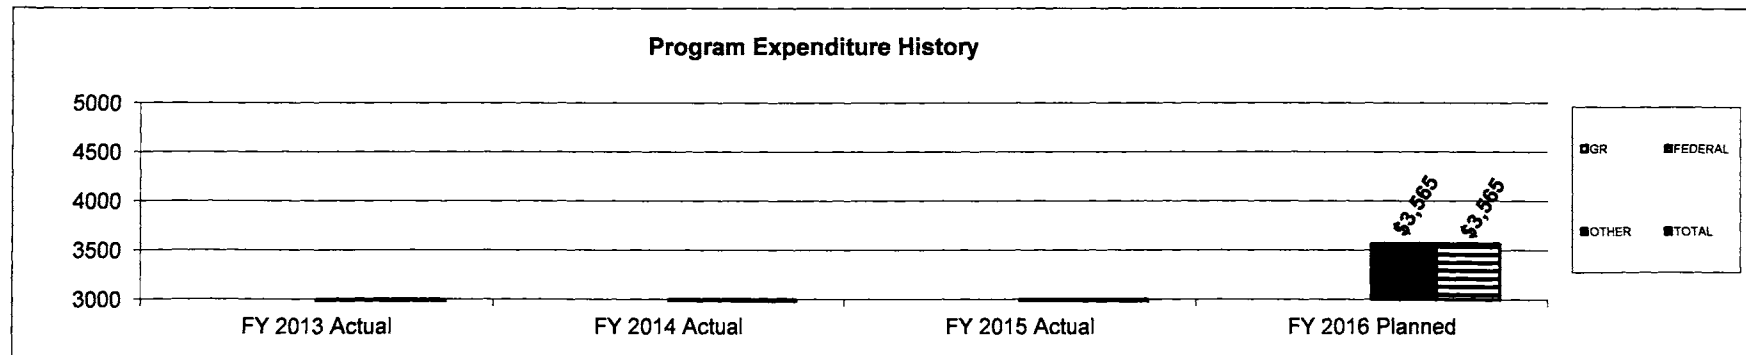 Program Expenditure History
5000
4500
4000
3500
3000
$3,565
$3,565
FY 2013 Actual
FY 2014 Actual
FY 2015 Actual
FY 2016 Planned
GR
FEDERAL
OTHER
TOTAL